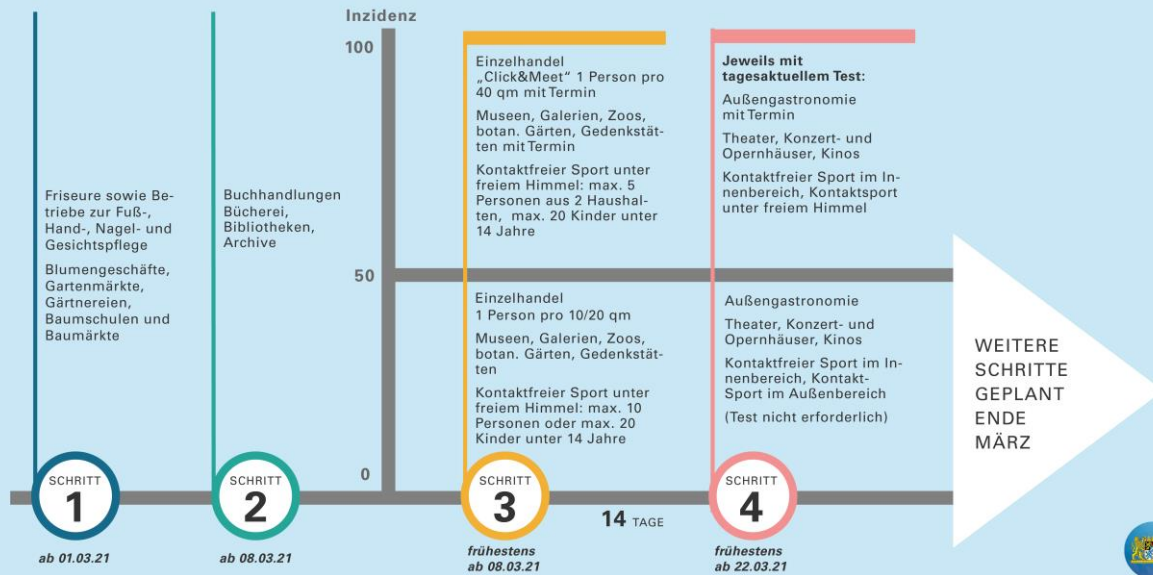 Friseure sowie Be-
triebe zur Fuß-,
Hand-, Nagel- und
Gesichtspflege
Blumengeschäfte,
Gartenmärkte,
Gärtnereien,
Baumschulen und
Baumärkte
SCHRITT
1
ab 01.03.21
Buchhandlungen
Bücherei,
Bibliotheken,
Archive
SCHRITT
2
ab 08.03.21
Inzidenz
100
50
0
Einzelhandel
„Click&Meet“ 1 Person pro
40 qm mit Termin
Museen, Galerien, Zoos,
botan. Gärten, Gedenkstät-
ten mit Termin
Kontaktfreier Sport unter
freiem Himmel: max. 5
Personen aus 2 Haushal-
ten, max. 20 Kinder unter
14 Jahre
Einzelhandel
1 Person pro 10/20 qm
Museen, Galerien, Zoos,
botan. Gärten, Gedenkstät-
ten
Kontaktfreier Sport unter
freiem Himmel: max. 10
Personen oder max. 20
Kinder unter 14 Jahre
SCHRITT
3
frühestens
ab 08.03.21
14 TAGE
Jeweils mit
tagesaktuellem Test:
Außengastronomie
mit Termin
Theater, Konzert- und
Opernhäuser, Kinos
Kontaktfreier Sport im In-
nenbereich, Kontaktsport
unter freiem Himmel
Außengastronomie
Theater, Konzert- und
Opernhäuser, Kinos
Kontaktfreier Sport im In-
nenbereich, Kontakt-
Sport im Außenbereich
(Test nicht erforderlich)
SCHRITT
4
frühestens
ab 22.03.21
WEITERE
SCHRITTE
GEPLANT
ENDE
MÄRZ